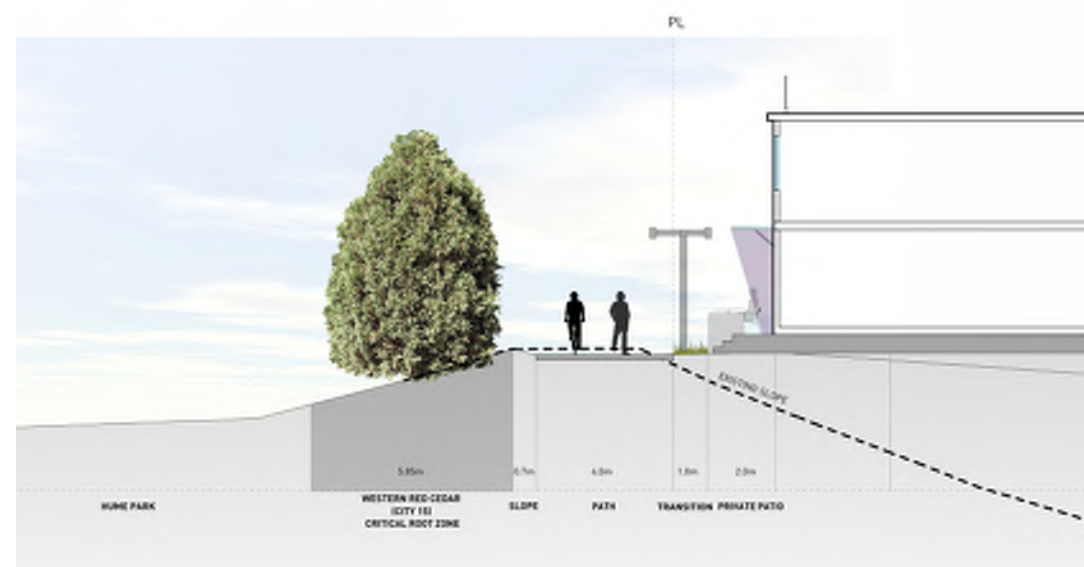 PL
EXISTING SLOPE
5.95m
0.7m
4.0m
1.0m
2.0m
HUME PARK
WESTERN RED CEDAR
(CITY 15)
CRITICAL ROOT ZONE
SLOPE
PATH
TRANSITION
PRIVATE PATIO